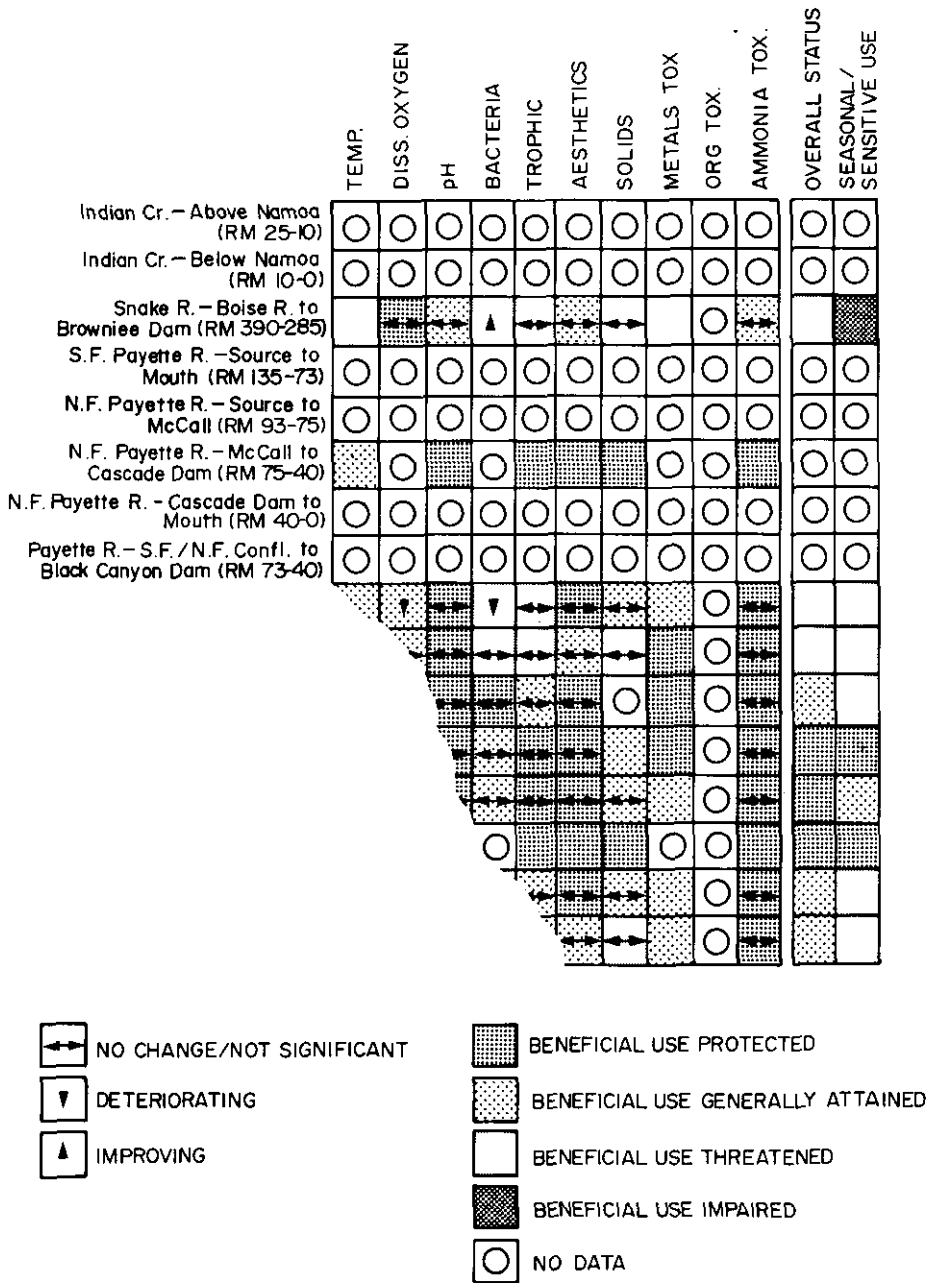 TEMP.
DISS. OXYGEN
pH
BACTERIA
TROPHIC
AESTHETICS
SOLIDS
METALS TOX
ORG TOX.
AMMONIA TOX.
OVERALL STATUS
SEASONAL/
SENSITIVE USE
Indian Cr.-Above Namoa
(RM 25-10)
Indian Cr.-Below Namoa
(RM 10-0)
Snake R.-Boise R. to
Browniee Dam (RM 390-285)
S.F. Payette R.-Source to
Mouth (RM 135-73)
N.F. Payette R.-Source to
McCall (RM 93-75)
N.F. Payette R.-McCall to
Cascade Dam (RM 75-40)
N.F. Payette R.-Cascade Dam to
Mouth (RM 40-0)
Payette R.-S.F./N.F. Confl. to
Black Canyon Dam (RM 73-40)
NO CHANGE/NOT SIGNIFICANT
DETERIORATING
IMPROVING
BENEFICIAL USE PROTECTED
BENEFICIAL USE GENERALLY ATTAINED
BENEFICIAL USE THREATENED
BENEFICIAL USE IMPAIRED
NO DATA